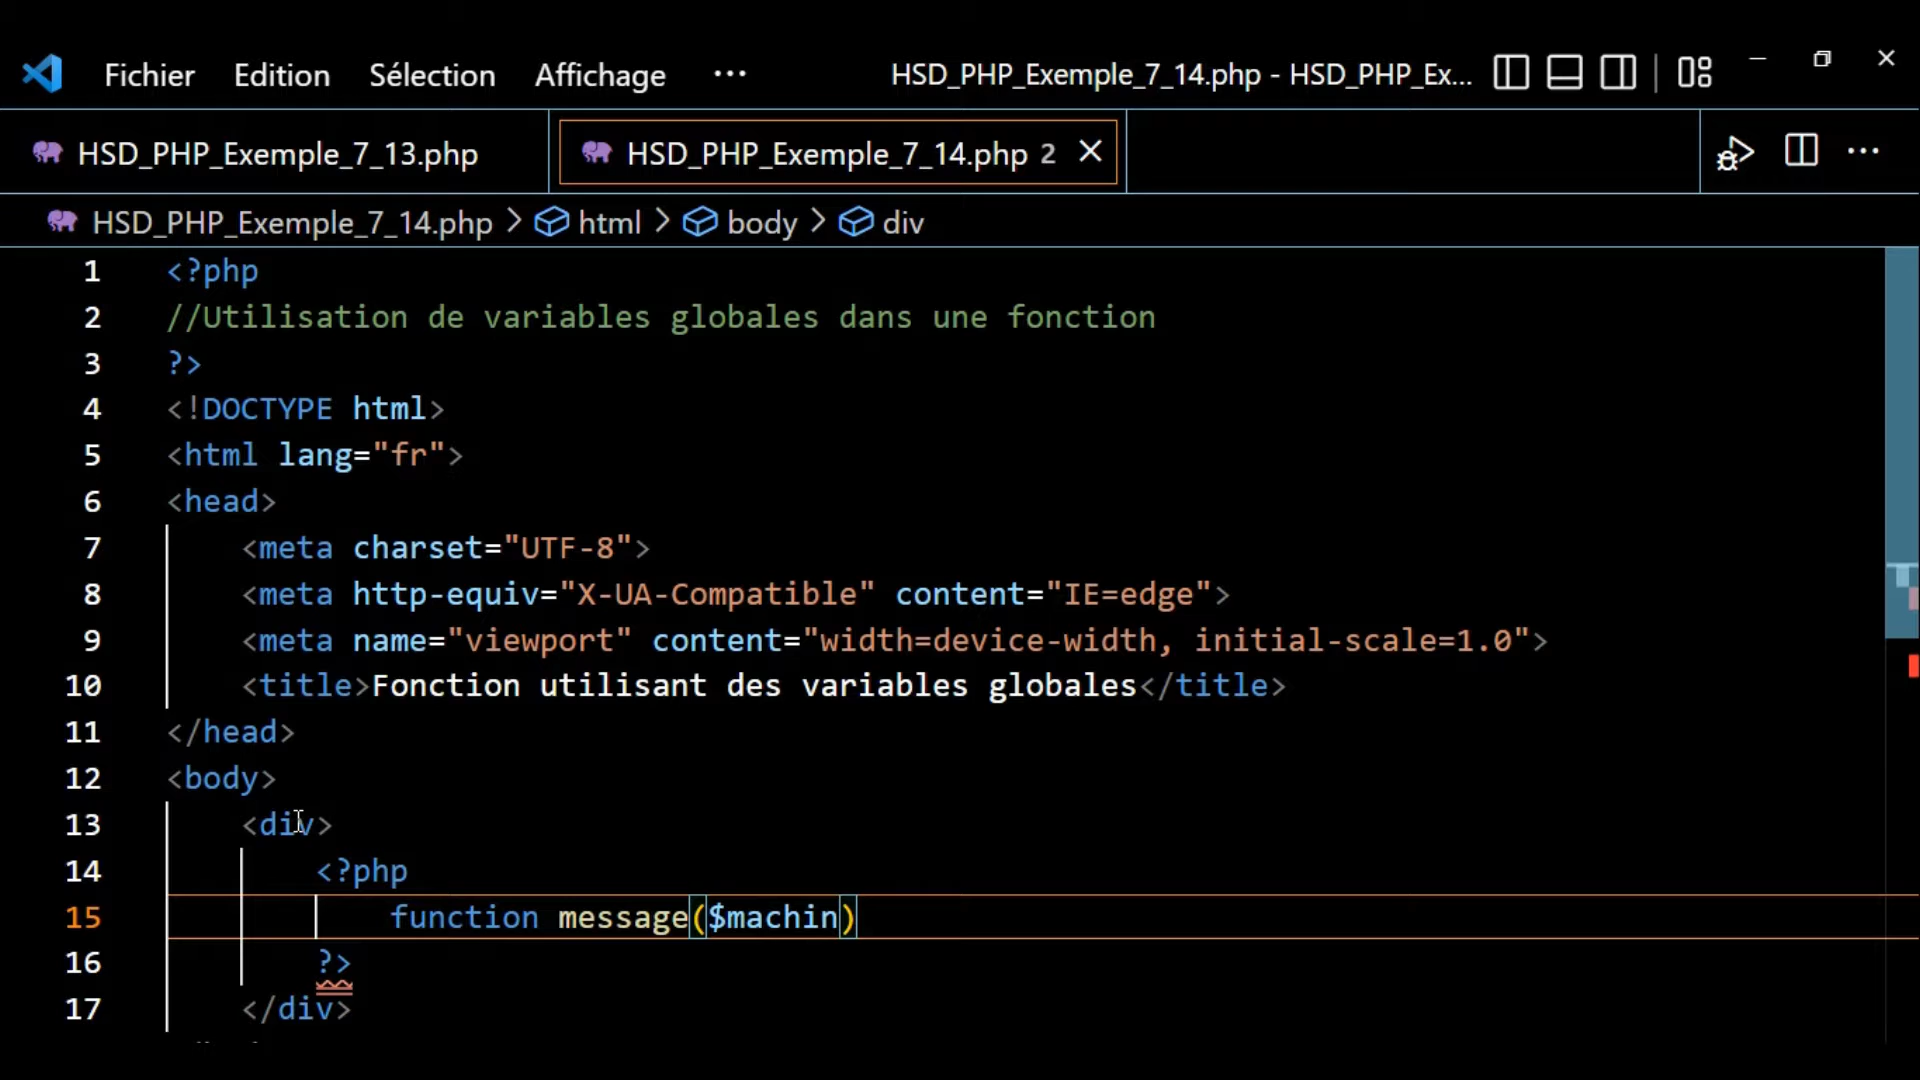 Fichier Edition Sélection Affichage ··· HSD_PHP_Exemple_7_14.php - HSD_PHP_Ex...
HSD_PHP_Exemple_7_13.php HSD_PHP_Exemple_7_14.php 2
HSD_PHP_Exemple_7_14.php > html > body > div
1 <?php
2 //Utilisation de variables globales dans une fonction
3 ?>
4 <!DOCTYPE html>
5 <html lang="fr">
6 <head>
7 <meta charset="UTF-8">
8 <meta http-equiv="X-UA-Compatible" content="IE=edge">
9 <meta name="viewport" content="width=device-width, initial-scale=1.0">
10 <title>Fonction utilisant des variables globales</title>
11 </head>
12 <body>
13 <div>
14 <?php
15 function message($machin)
16 ?>
17 </div>